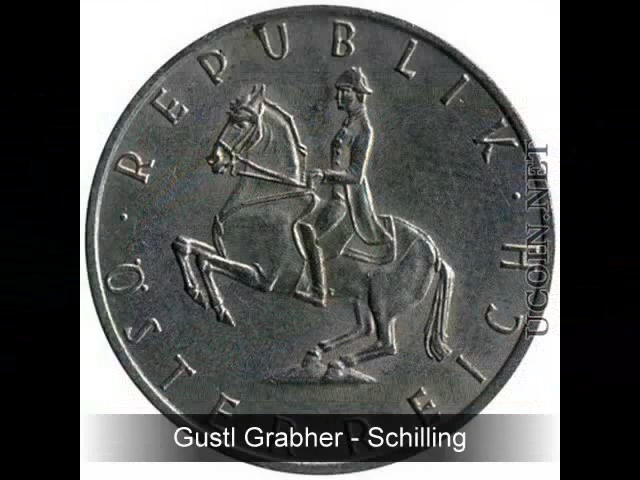 REPUBLIK
ÖSTERREICH
UCOIN.NET
Gustl Grabher - Schilling